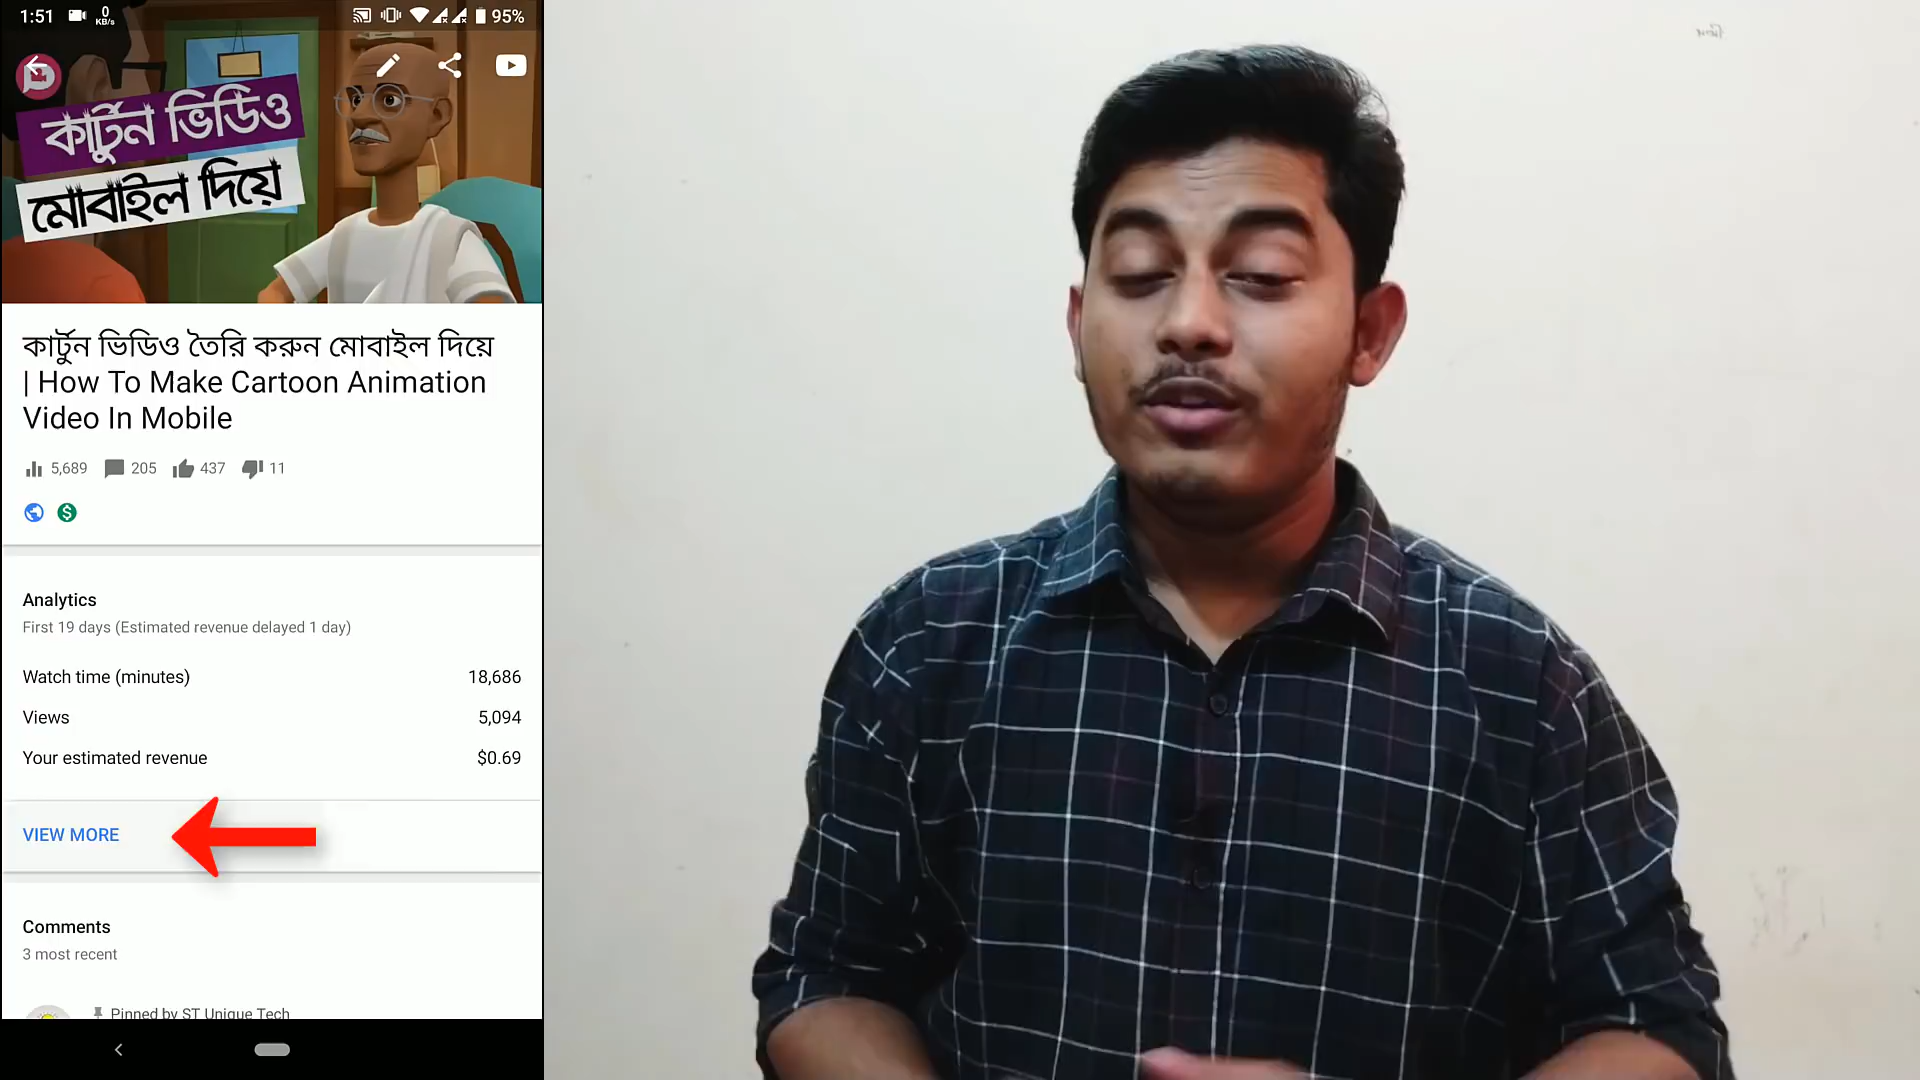 1:51 0 KB/s 95%
কার্টুন ভিডিও
মোবাইল দিয়ে
কার্টুন ভিডিও তৈরি করুন মোবাইল দিয়ে
| How To Make Cartoon Animation
Video In Mobile
5,689 205 437 11
Analytics
First 19 days (Estimated revenue delayed 1 day)
Watch time (minutes) 18,686
Views 5,094
Your estimated revenue $0.69
VIEW MORE
Comments
3 most recent
Pinned by ST Unique Tech